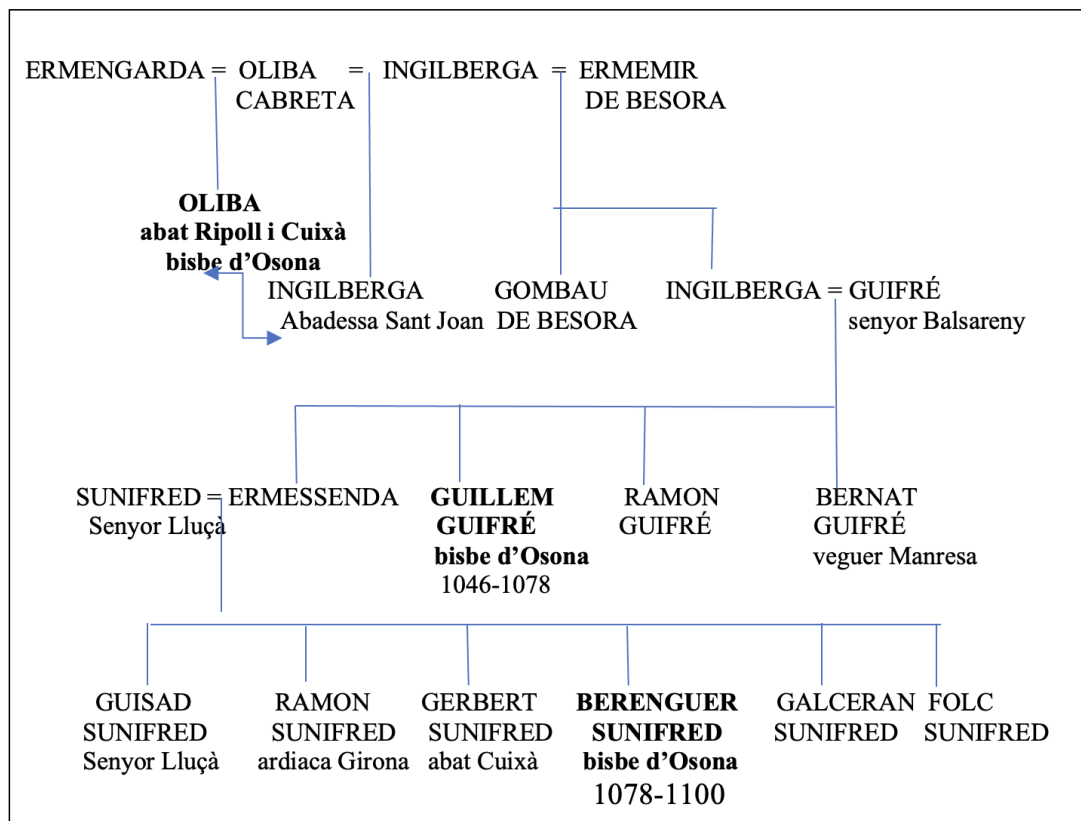 ERMENGARDA = OLIBA = INGILBERGA = ERMEMIR
CABRETA DE BESORA
OLIBA
abat Ripoll i Cuixà
bisbe d’Osona
INGILBERGA GOMBAU INGILBERGA = GUIFRÉ
Abadessa Sant Joan DE BESORA senyor Balsareny
SUNIFRED = ERMESSENDA GUILLEM RAMON BERNAT
Senyor Lluçà GUIFRÉ GUIFRÉ GUIFRÉ
bisbe d’Osona veguer Manresa
1046-1078
GUISAD RAMON GERBERT BERENGUER GALCERAN FOLC
SUNIFRED SUNIFRED SUNIFRED SUNIFRED SUNIFRED SUNIFRED
Senyor Lluçà ardiaca Girona abat Cuixà bisbe d’Osona
1078-1100